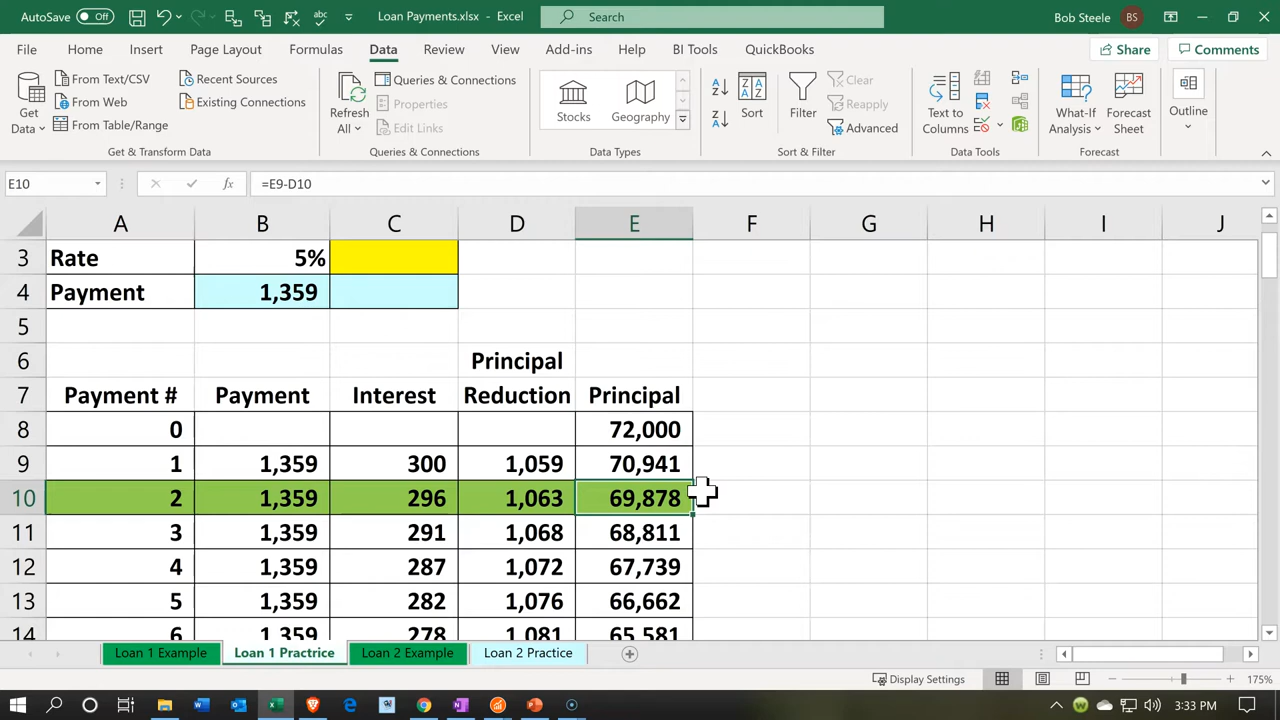 AutoSave Off Loan Payments.xlsx - Excel Search Bob Steele BS
File Home Insert Page Layout Formulas Data Review View Add-ins Help BI Tools QuickBooks Share Comments
Get Data
From Text/CSV
From Web
From Table/Range
Recent Sources
Existing Connections
Get & Transform Data
Refresh All
Queries & Connections
Properties
Edit Links
Queries & Connections
Stocks
Geography
Data Types
Sort
Filter
Clear
Reapply
Advanced
Sort & Filter
Text to Columns
Data Tools
What-If Analysis
Forecast Sheet
Forecast
Outline
E10 fx =E9-D10
A B C D E F G H I J
3 Rate 5%
4 Payment 1,359
5
6 Principal
7 Payment # Payment Interest Reduction Principal
8 0 72,000
9 1 1,359 300 1,059 70,941
10 2 1,359 296 1,063 69,878
11 3 1,359 291 1,068 68,811
12 4 1,359 287 1,072 67,739
13 5 1,359 282 1,076 66,662
14 6 1,359 278 1,081 65,581
Loan 1 Example Loan 1 Practrice Loan 2 Example Loan 2 Practice
Display Settings 175%
3:33 PM